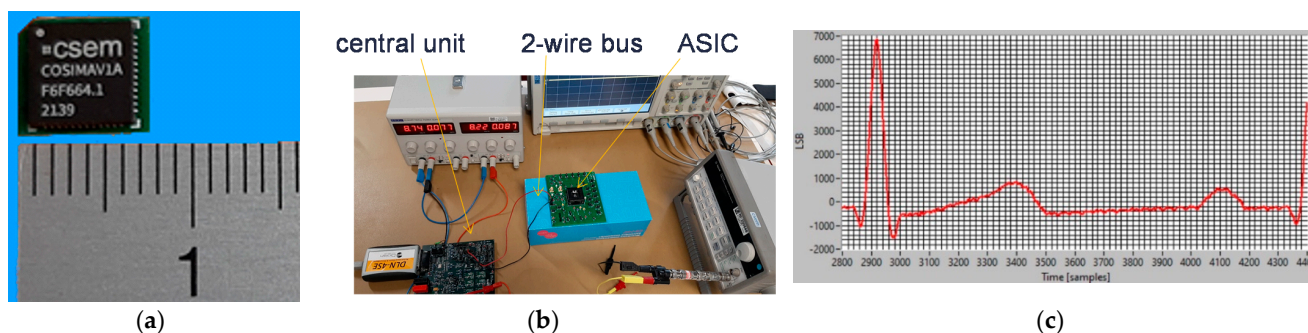 csem
COSIMAV1A
F6F664.1
2139
1
(a)
central unit 2-wire bus ASIC
8.74 0.077 8.22 0.087
DLN-4SE
(b)
7000
6000
5000
4000
3000
2000
1000
0
-1000
-2000
LSB
2800 2900 3000 3100 3200 3300 3400 3500 3600 3700 3800 3900 4000 4100 4200 4300
Time [samples]
(c)